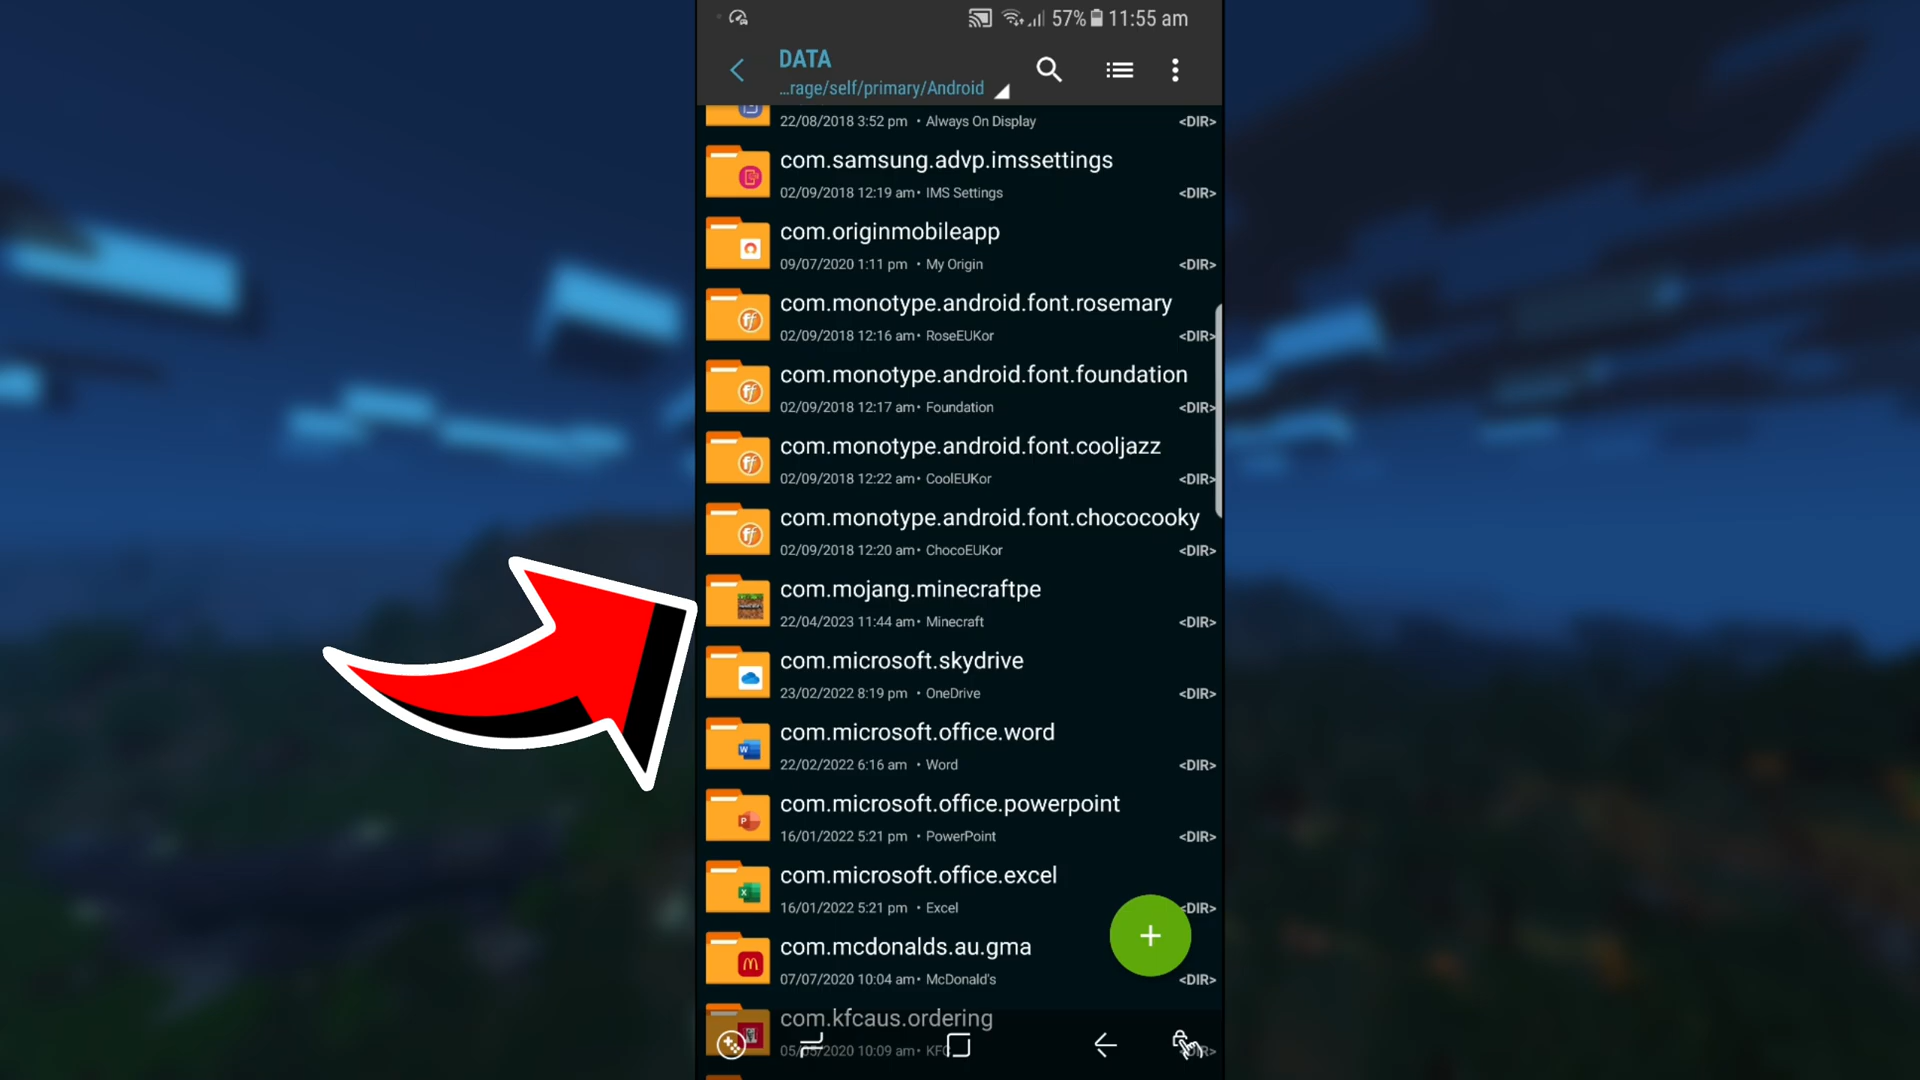 57% 11:55 am
DATA
...rage/self/primary/Android
22/08/2018 3:52 pm • Always On Display <DIR>
com.samsung.advp.imssettings
02/09/2018 12:19 am • IMS Settings <DIR>
com.originmobileapp
09/07/2020 1:11 pm • My Origin <DIR>
com.monotype.android.font.rosemary
02/09/2018 12:16 am • RoseEUKor <DIR>
com.monotype.android.font.foundation
02/09/2018 12:17 am • Foundation <DIR>
com.monotype.android.font.cooljazz
02/09/2018 12:22 am • CoolEUKor <DIR>
com.monotype.android.font.chococooky
02/09/2018 12:20 am • ChocoEUKor <DIR>
com.mojang.minecraftpe
22/04/2023 11:44 am • Minecraft <DIR>
com.microsoft.skydrive
23/02/2022 8:19 pm • OneDrive <DIR>
com.microsoft.office.word
22/02/2022 6:16 am • Word <DIR>
com.microsoft.office.powerpoint
16/01/2022 5:21 pm • PowerPoint <DIR>
com.microsoft.office.excel
16/01/2022 5:21 pm • Excel <DIR>
com.mcdonalds.au.gma
07/07/2020 10:04 am • McDonald's <DIR>
com.kfcaus.ordering
05/05/2020 10:09 am • KFC